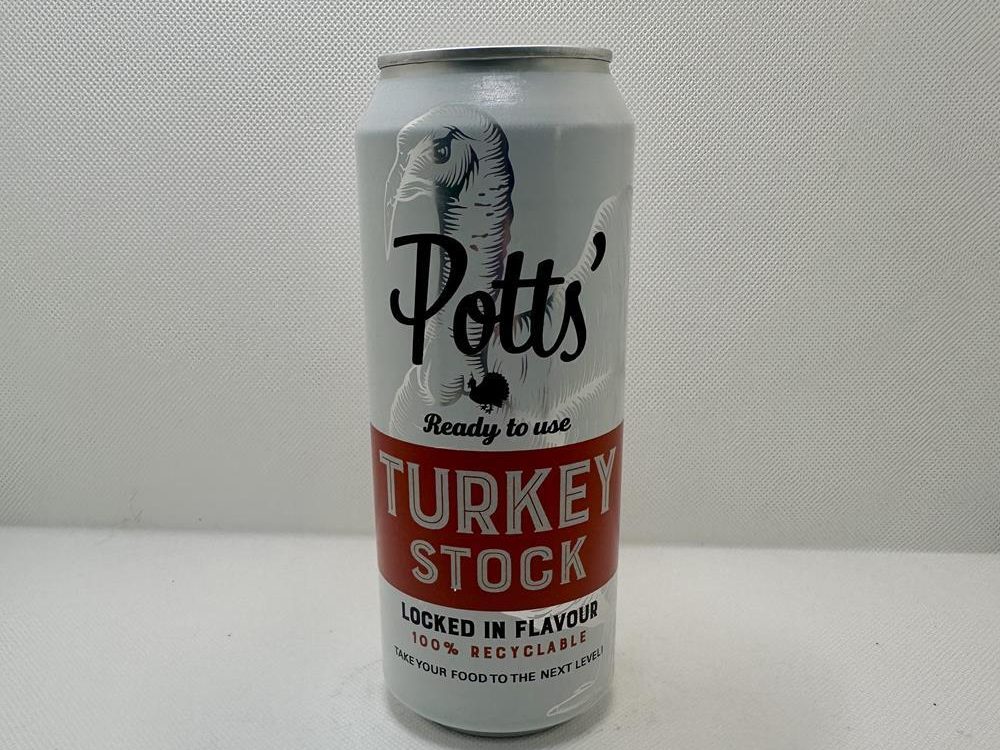 Potts'
Ready to use
TURKEY
STOCK
LOCKED IN FLAVOUR
100% RECYCLABLE
TAKE YOUR FOOD TO THE NEXT LEVEL!